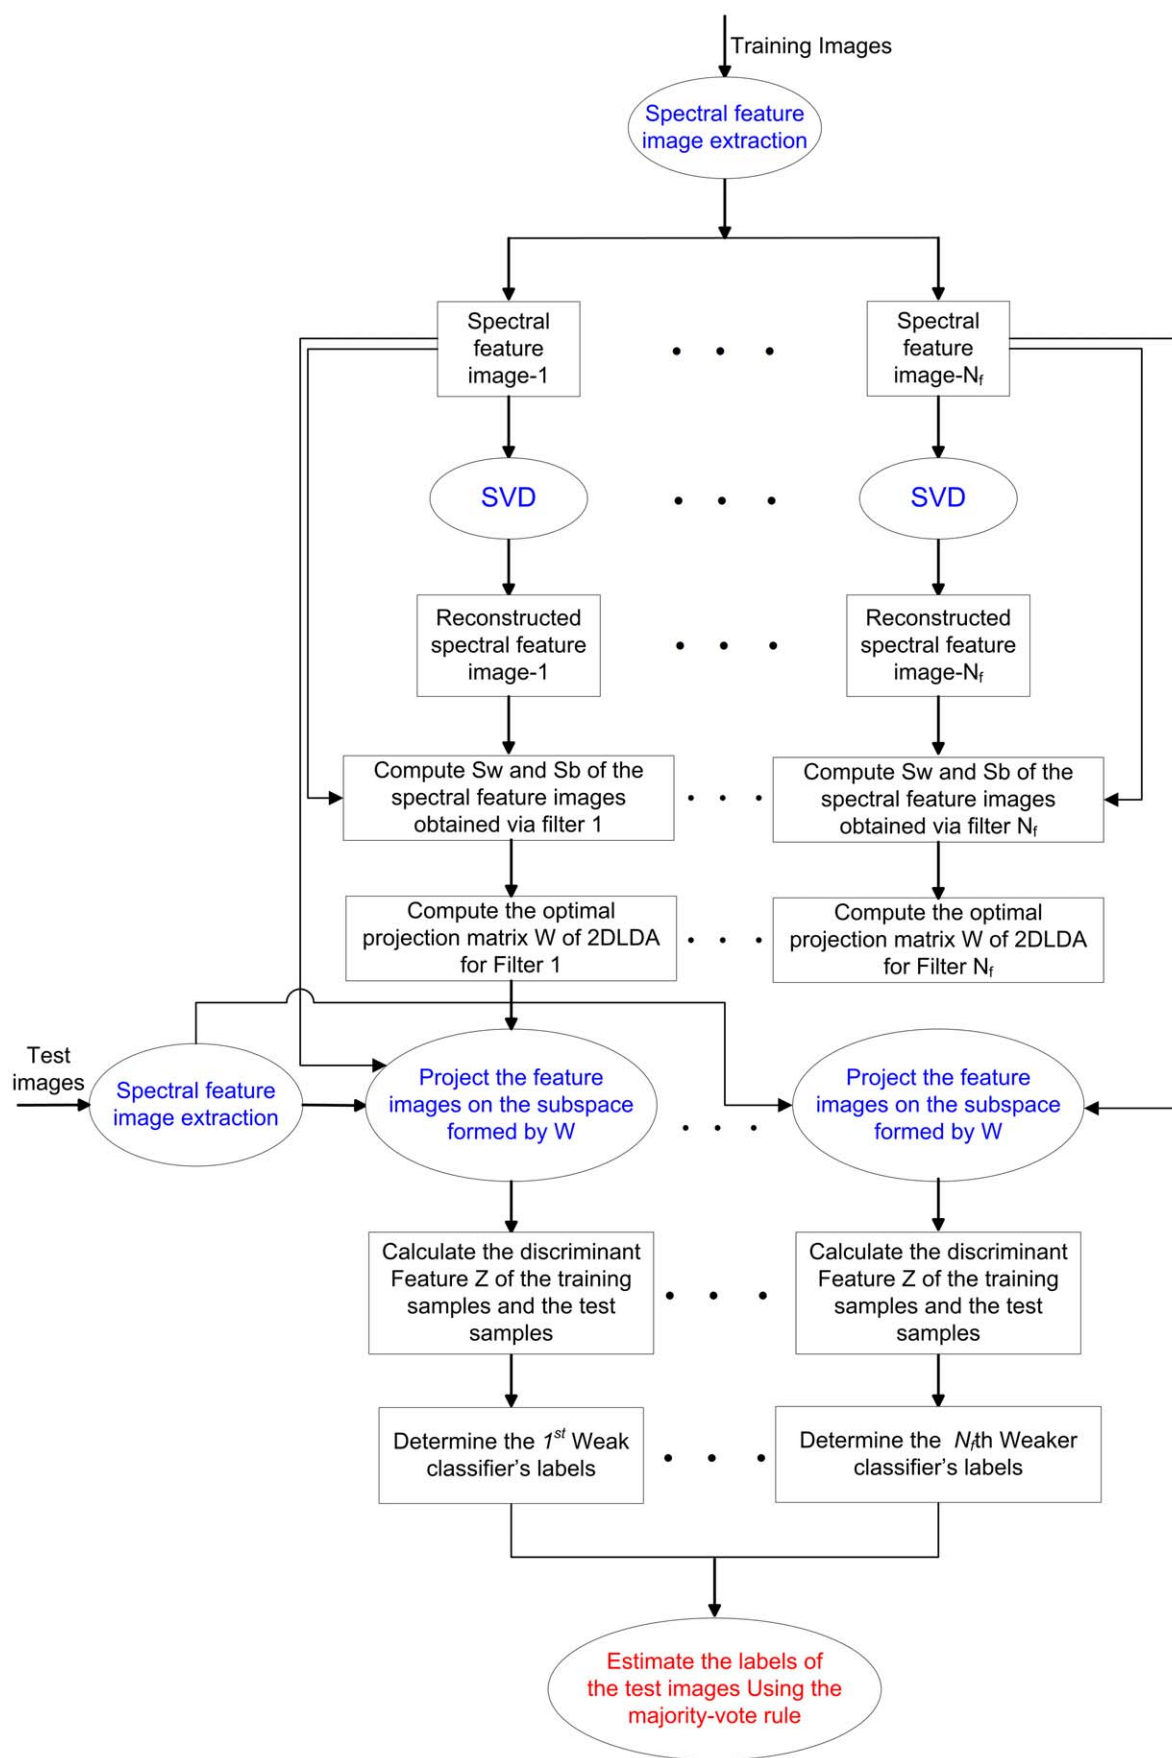 Training Images
Spectral feature
image extraction
Spectral
feature
image-1
Spectral
feature
image-Nf
SVD
SVD
Reconstructed
spectral feature
image-1
Reconstructed
spectral feature
image-Nf
Compute Sw and Sb of the
spectral feature images
obtained via filter 1
Compute Sw and Sb of the
spectral feature images
obtained via filter Nf
Compute the optimal
projection matrix W of 2DLDA
for Filter 1
Compute the optimal
projection matrix W of 2DLDA
for Filter Nf
Test
images
Spectral feature
image extraction
Project the feature
images on the subspace
formed by W
Project the feature
images on the subspace
formed by W
Calculate the discriminant
Feature Z of the training
samples and the test
samples
Calculate the discriminant
Feature Z of the training
samples and the test
samples
Determine the 1st Weak
classifier's labels
Determine the Nfth Weaker
classifier's labels
Estimate the labels of
the test images Using the
majority-vote rule